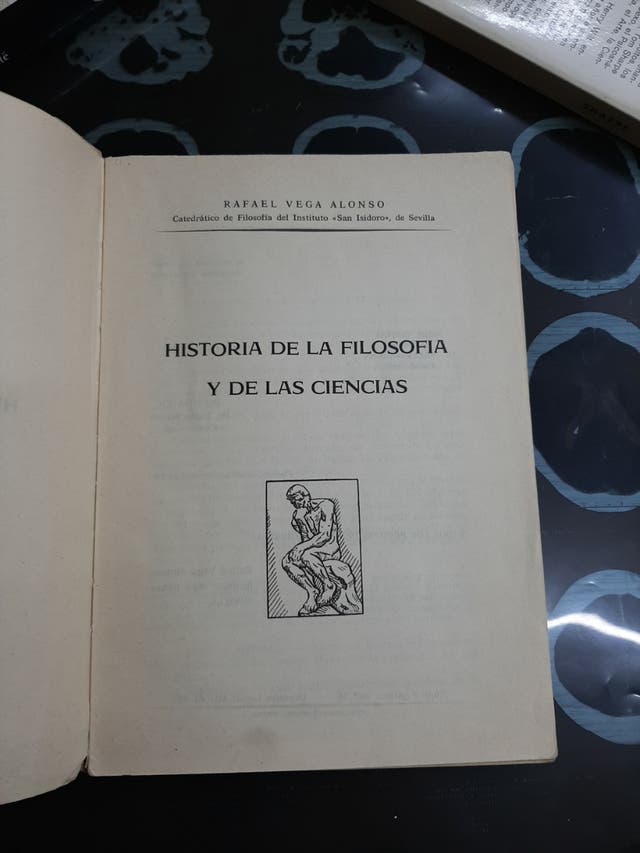 RAFAEL VEGA ALONSO
Catedrático de Filosofía del Instituto «San Isidoro», de Sevilla
HISTORIA DE LA FILOSOFIA
Y DE LAS CIENCIAS